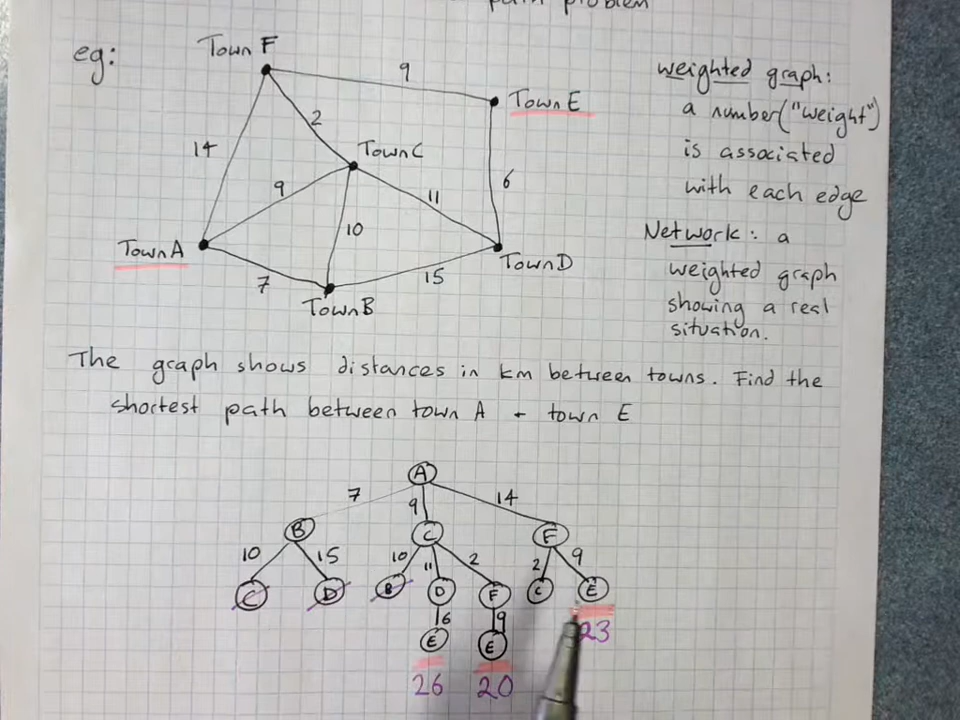 path problem
eg:
Town F
9
Town E
weighted graph:
a number ("weight")
is associated
with each edge
2
14
Town C
9
11
6
10
Town A
Town D
7
15
Town B
Network: a
weighted graph
showing a real
situation.
The graph shows distances in km between towns. Find the
shortest path between town A + town E
A
7
9
14
B
C
F
10
15
10
11
2
2
9
C
D
B
D
F
C
E
6
9
E
E
23
26
20